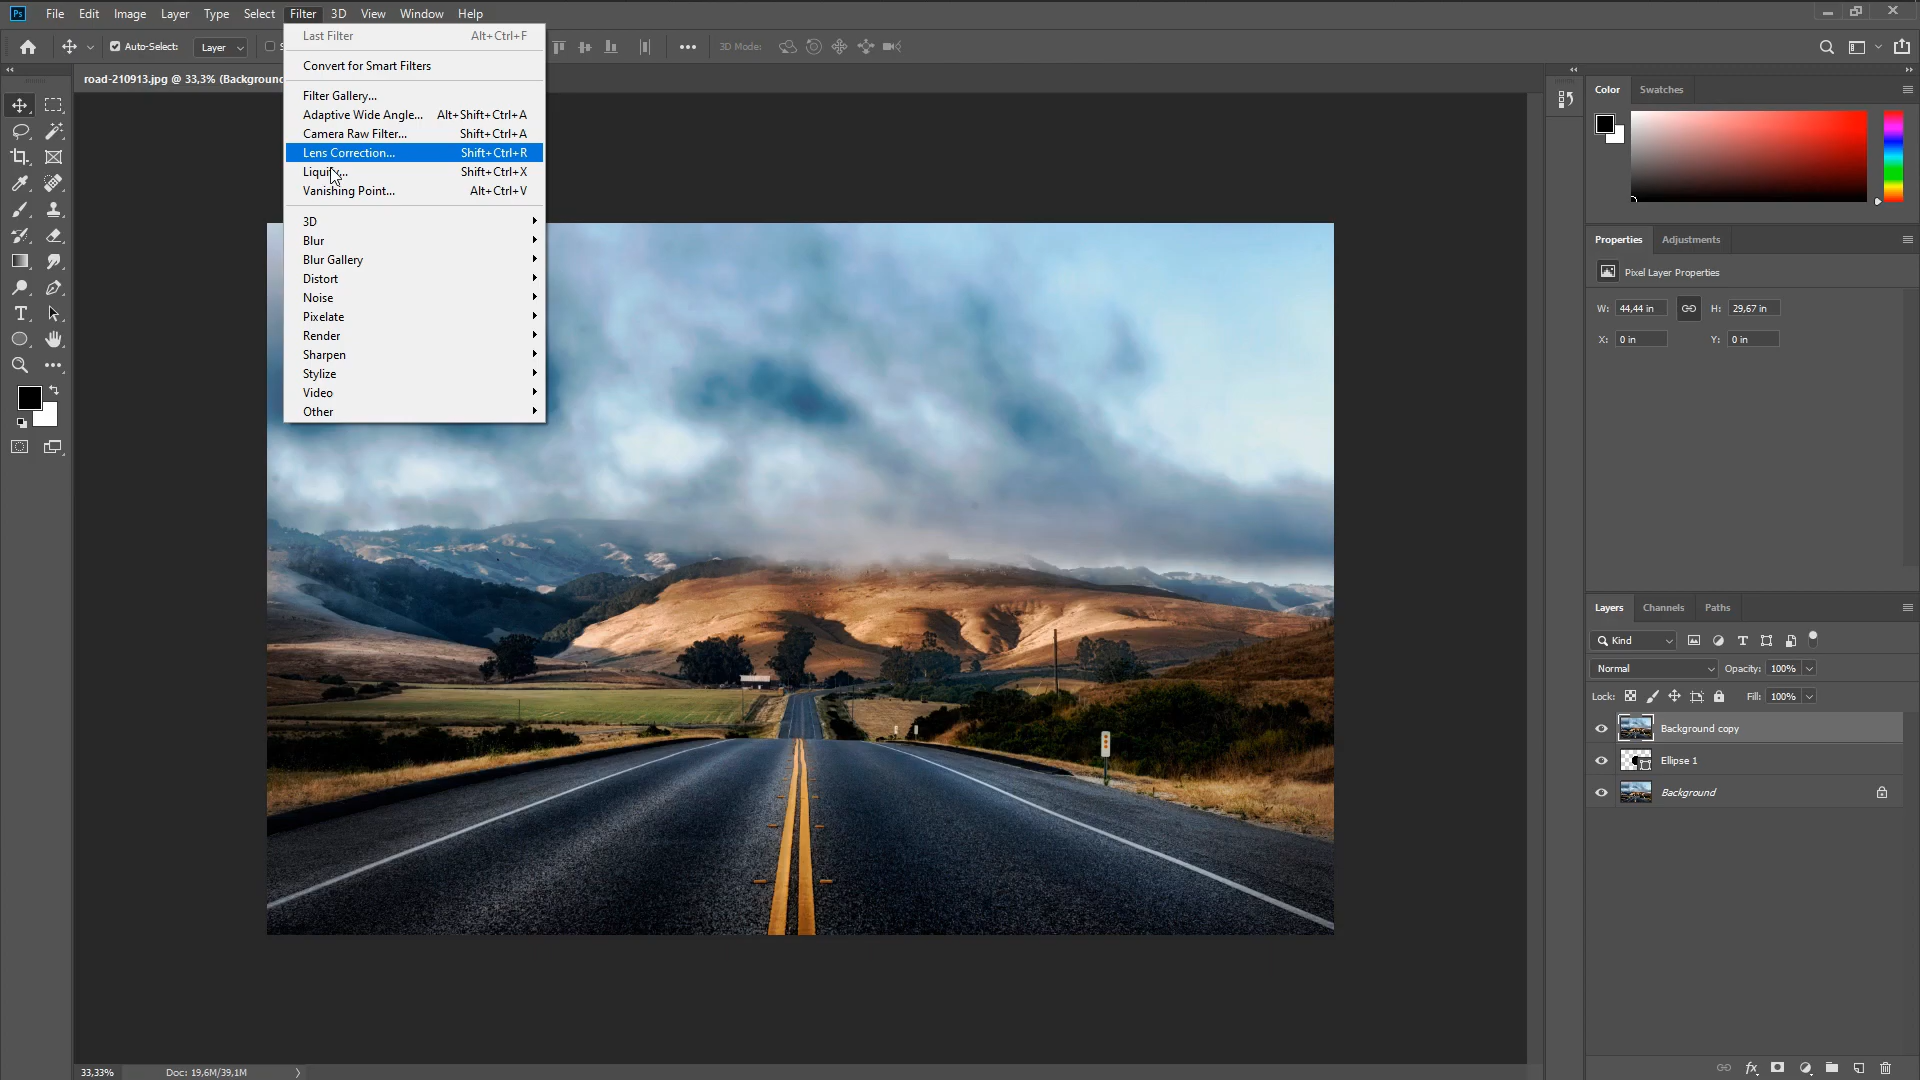 Ps File Edit Image Layer Type Select Filter 3D View Window Help
Auto-Select: Layer 3D Mode:
road-210913.jpg @ 33,3% (Background
Last Filter Alt+Ctrl+F
Convert for Smart Filters
Filter Gallery...
Adaptive Wide Angle... Alt+Shift+Ctrl+A
Camera Raw Filter... Shift+Ctrl+A
Lens Correction... Shift+Ctrl+R
Shift+Ctrl+X
Vanishing Point... Alt+Ctrl+V
3D
Blur
Blur Gallery
Distort
Noise
Pixelate
Render
Sharpen
Stylize
Video
Other
Color Swatches
Properties Adjustments
Pixel Layer Properties
W: 44,44 in H: 29,67 in
X: 0 in Y: 0 in
Layers Channels Paths
Kind
Normal Opacity: 100%
Lock: Fill: 100%
Background copy
Ellipse 1
Background
33,33% Doc: 19,6M/39,1M